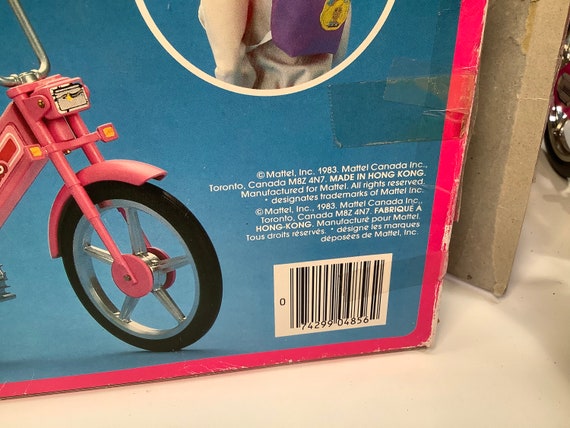 © Mattel, Inc. 1983. Mattel Canada Inc.,
Toronto, Canada M8Z 4N7. MADE IN HONG KONG.
Manufactured for Mattel. All rights reserved.
* designates trademarks of Mattel, Inc.
© Mattel, Inc., 1983. Mattel Canada Inc.,
Toronto, Canada M8Z 4N7. FABRIQUE A
HONG-KONG. Manufacturé pour Mattel.
Tous droits réservés. * désigne les marques
déposées de Mattel, Inc.
0 74299 04856